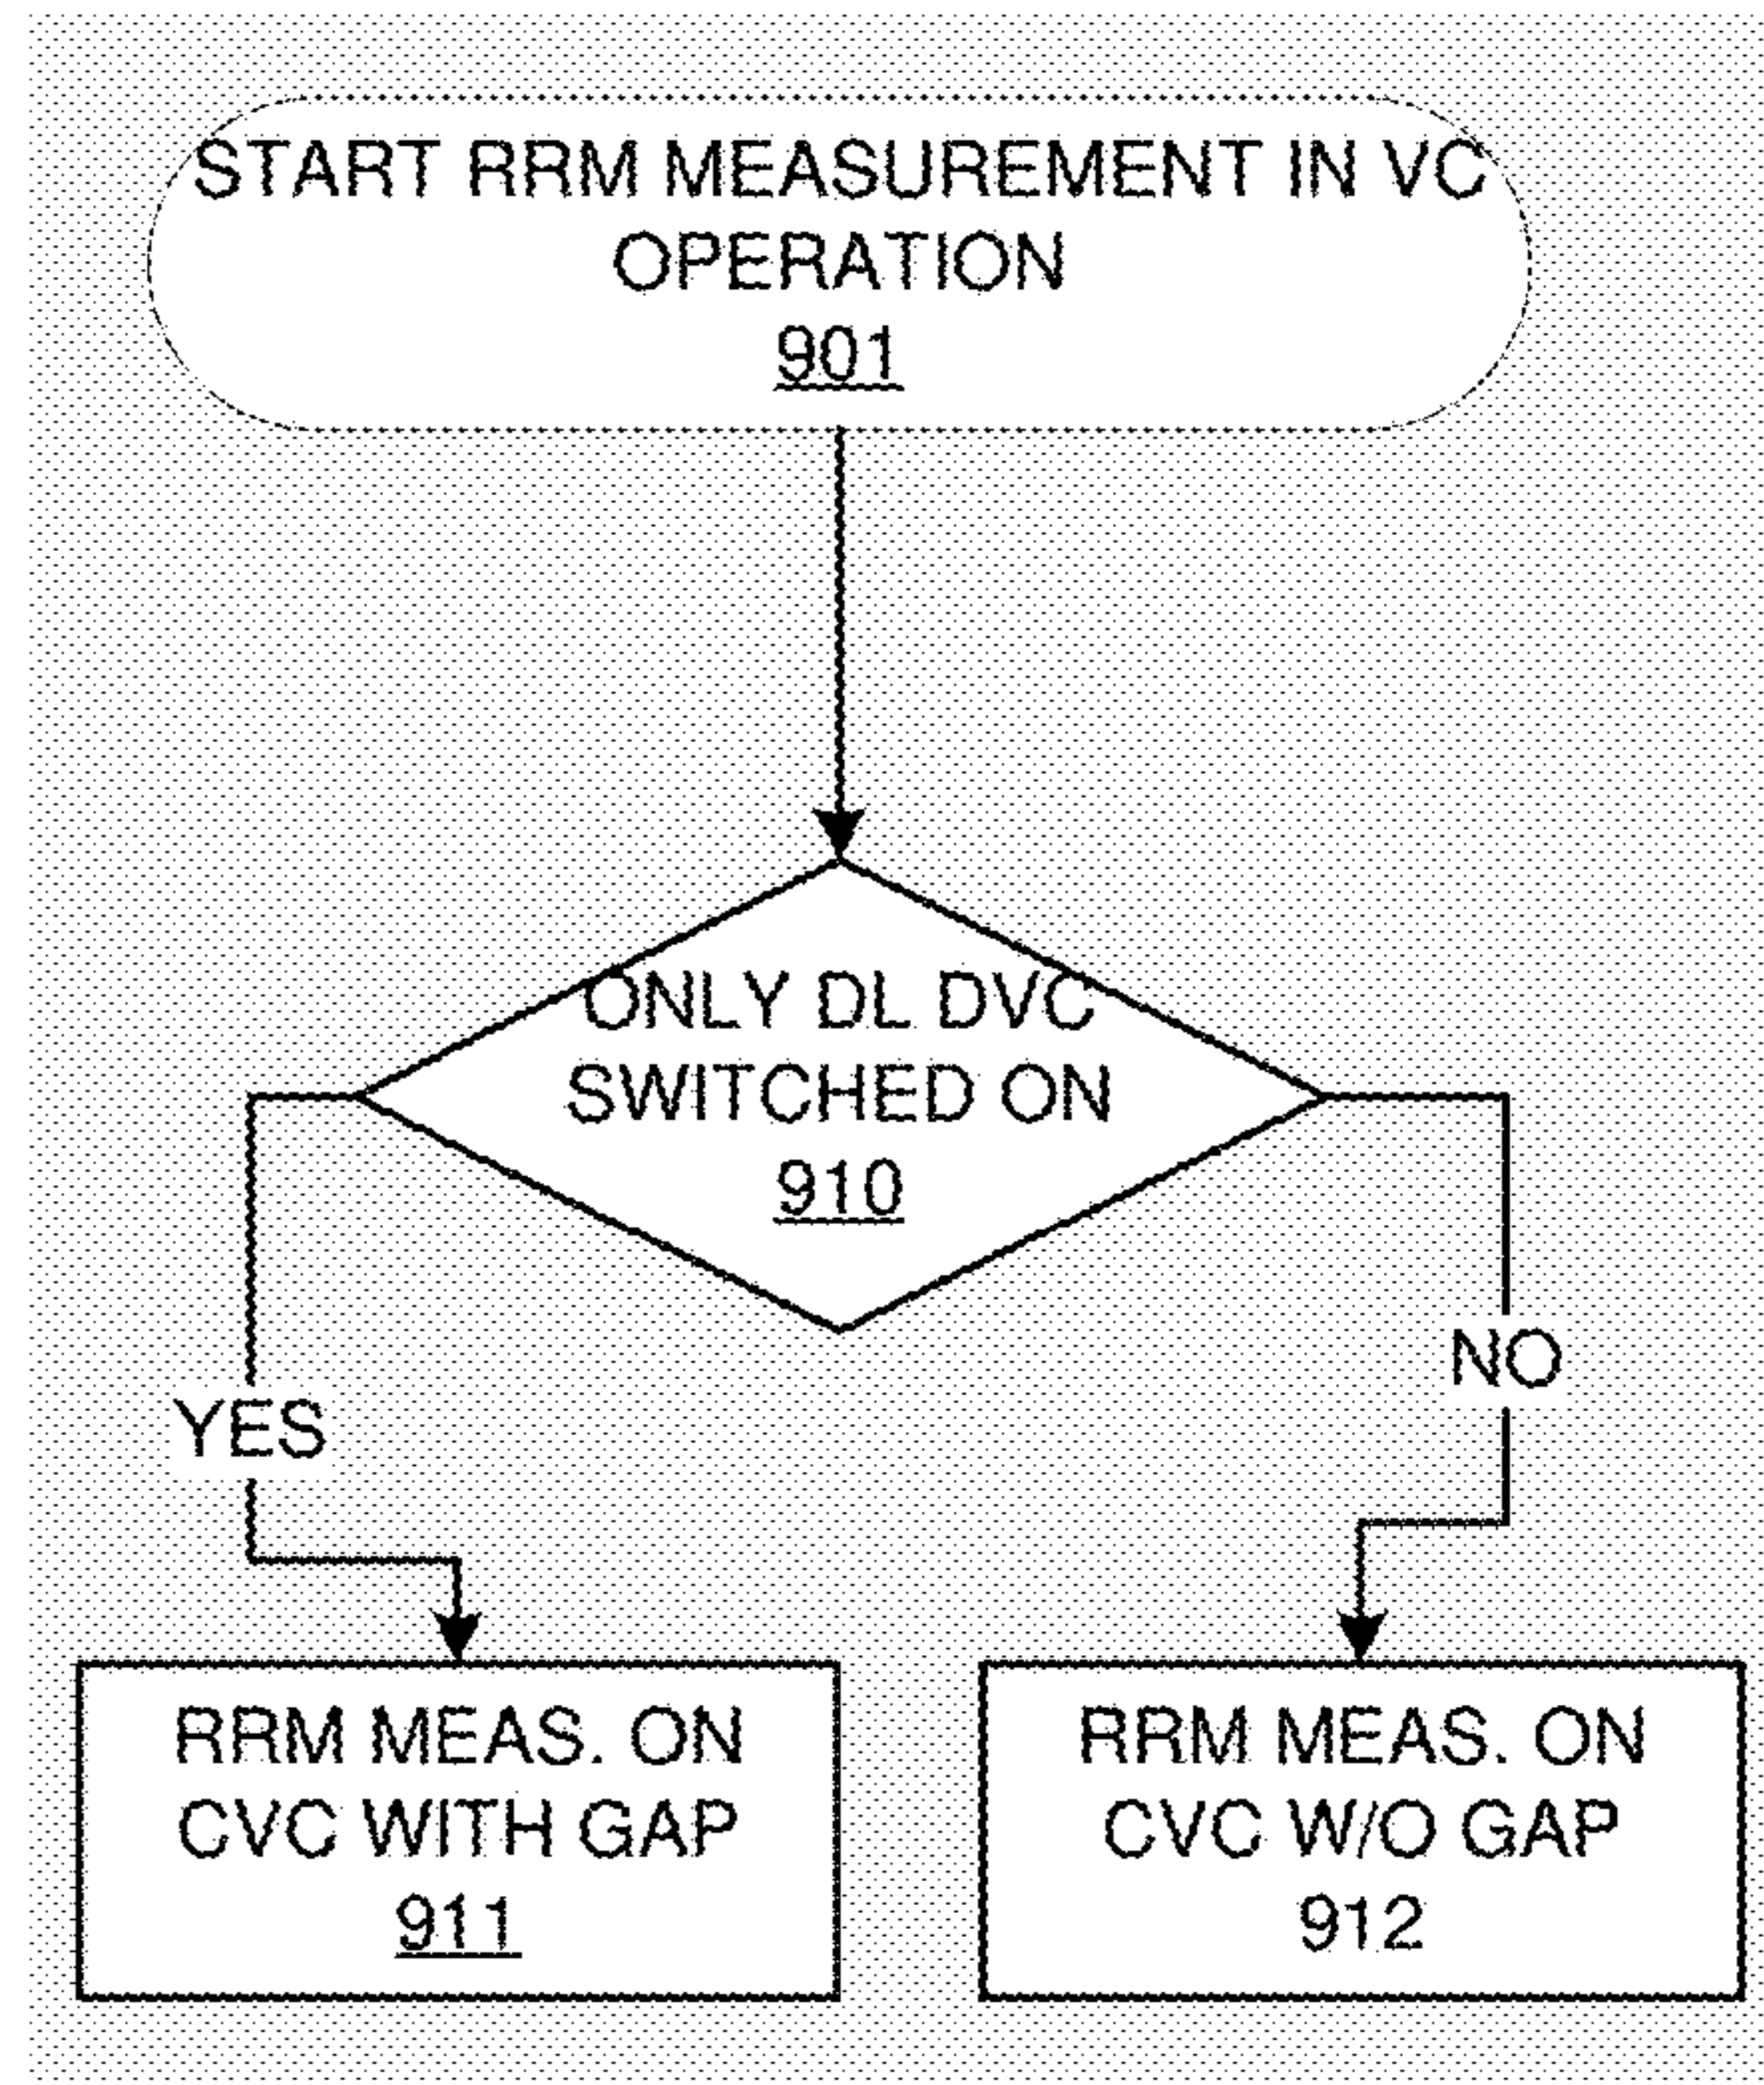 START RRM MEASUREMENT IN VC
OPERATION
901
ONLY DL DVC
SWITCHED ON
910
YES
NO
RRM MEAS. ON
CVC WITH GAP
911
RRM MEAS. ON
CVC W/O GAP
912